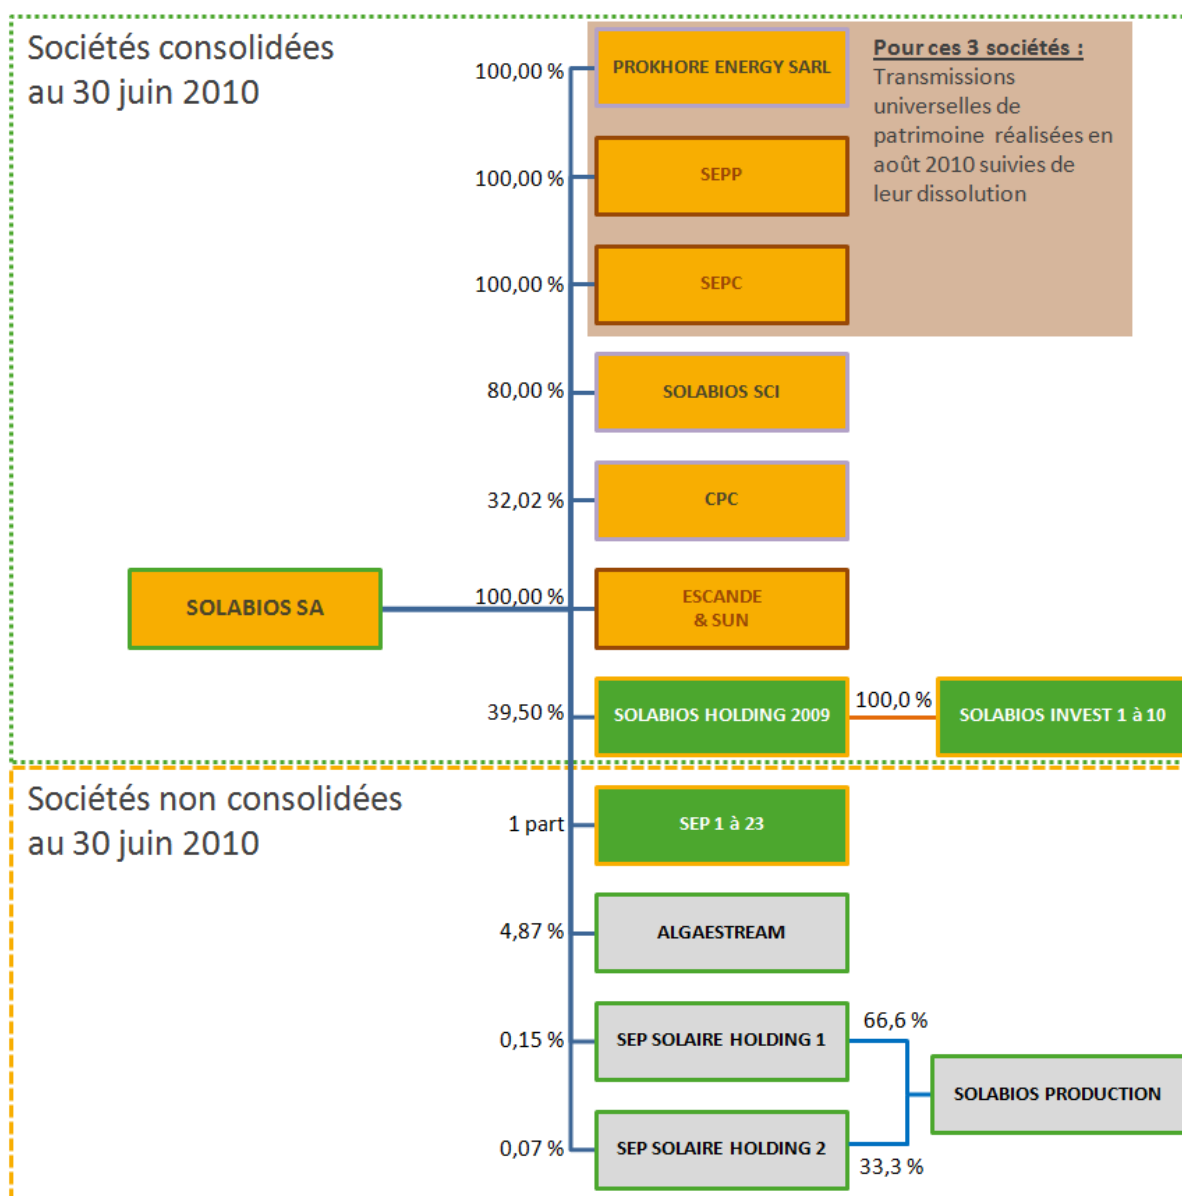 Sociétés consolidées
au 30 juin 2010
100,00 %
PROKHORE ENERGY SARL
Pour ces 3 sociétés :
Transmissions
universelles de
patrimoine réalisées en
août 2010 suivies de
leur dissolution
100,00 %
SEPP
100,00 %
SEPC
80,00 %
SOLABIOS SCI
32,02 %
CPC
SOLABIOS SA
100,00 %
ESCANDE
& SUN
39,50 %
SOLABIOS HOLDING 2009
100,0 %
SOLABIOS INVEST 1 à 10
Sociétés non consolidées
au 30 juin 2010
1 part
SEP 1 à 23
4,87 %
ALGAESTREAM
0,15 %
SEP SOLAIRE HOLDING 1
66,6 %
SOLABIOS PRODUCTION
0,07 %
SEP SOLAIRE HOLDING 2
33,3 %